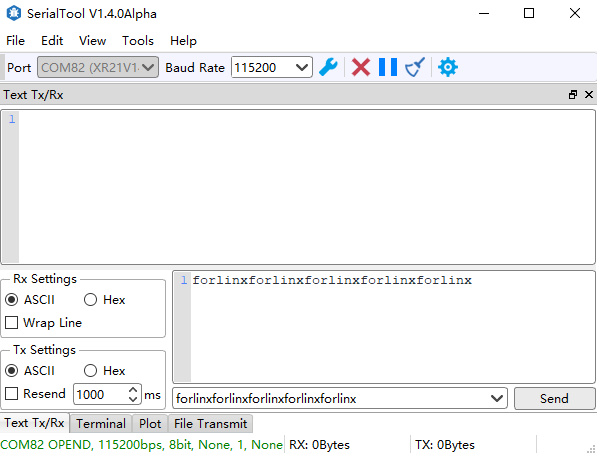 SerialTool V1.4.0Alpha
File Edit View Tools Help
Port COM82 (XR21V1 Baud Rate 115200
Text Tx/Rx
1
Rx Settings
ASCII Hex
Wrap Line
Tx Settings
ASCII Hex
Resend 1000 ms
1 forlinxforlinxforlinxforlinxforlinx
forlinxforlinxforlinxforlinxforlinx Send
Text Tx/Rx Terminal Plot File Transmit
COM82 OPEND, 115200bps, 8bit, None, 1, None RX: 0Bytes TX: 0Bytes